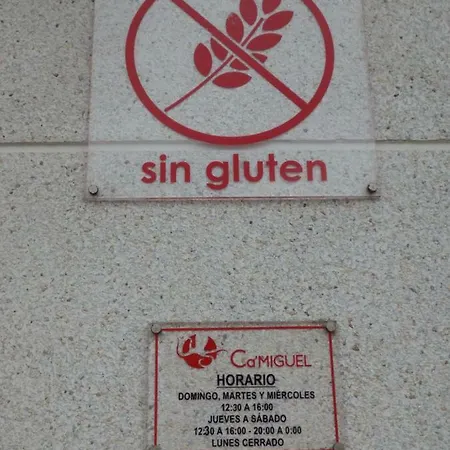 sin gluten
Ca'MIGUEL
HORARIO
DOMINGO, MARTES Y MIÉRCOLES
12:30 A 16:00
JUEVES A SÁBADO
12:30 A 16:00 - 20:00 A 0:00
LUNES CERRADO